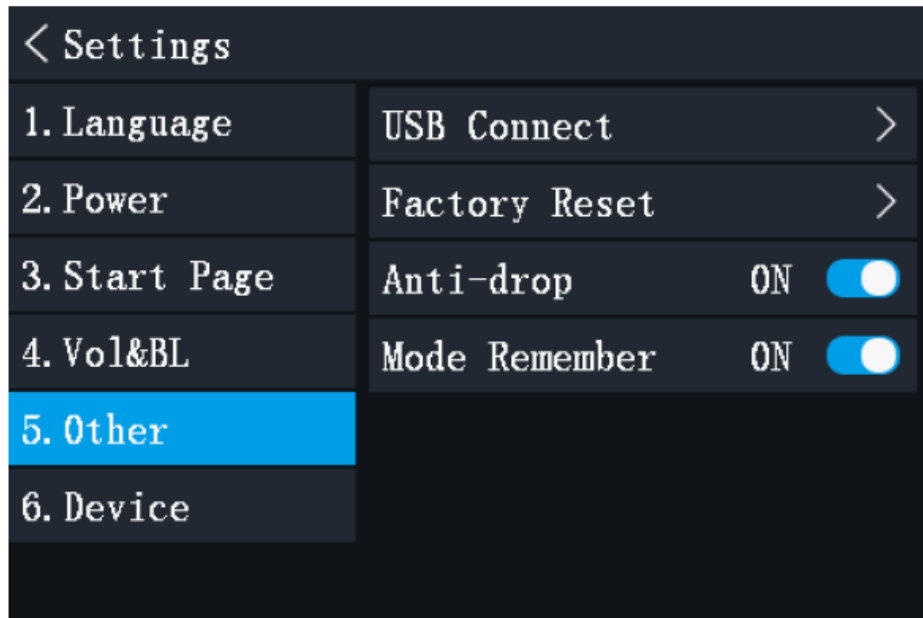 Settings
1. Language
2. Power
3. Start Page
4. Vol&BL
5. Other
6. Device
USB Connect
Factory Reset
Anti-drop ON
Mode Remember ON